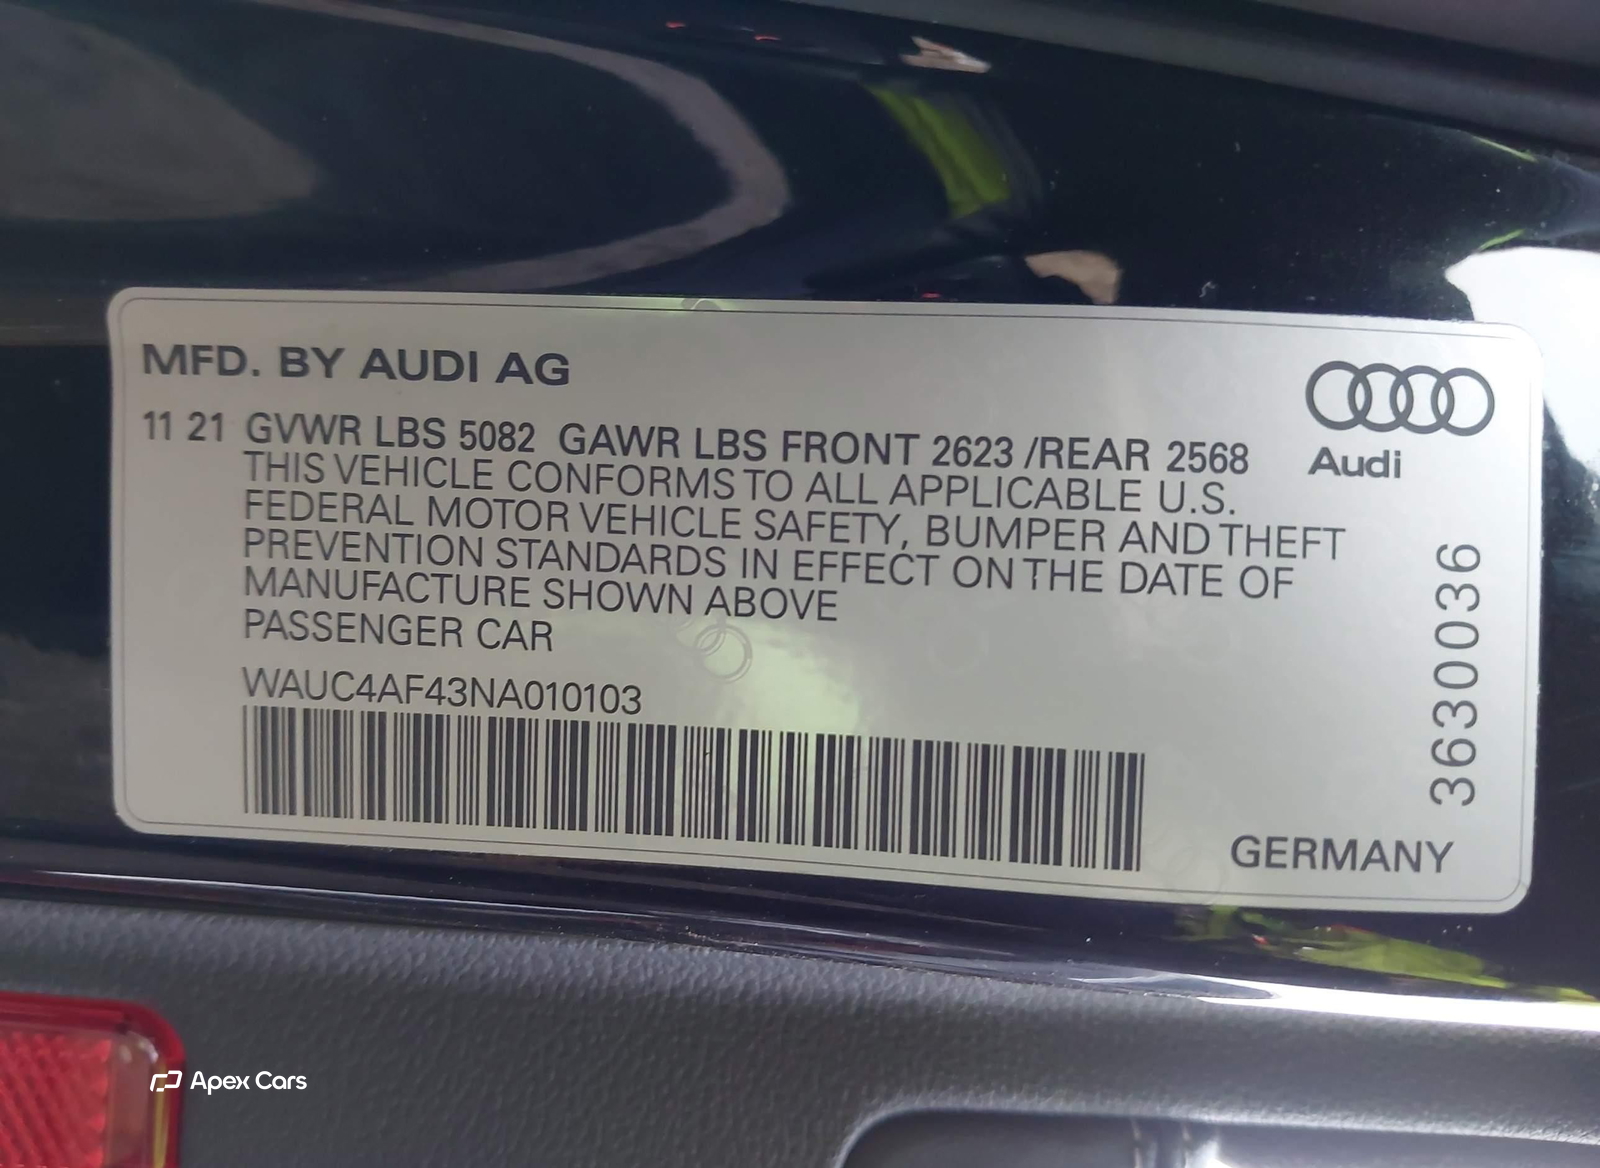 MFD. BY AUDI AG
11 21 GVWR LBS 5082 GAWR LBS FRONT 2623 /REAR 2568
THIS VEHICLE CONFORMS TO ALL APPLICABLE U.S.
FEDERAL MOTOR VEHICLE SAFETY, BUMPER AND THEFT
PREVENTION STANDARDS IN EFFECT ON THE DATE OF
MANUFACTURE SHOWN ABOVE
PASSENGER CAR
WAUC4AF43NA010103
Audi
3630036
GERMANY
Apex Cars